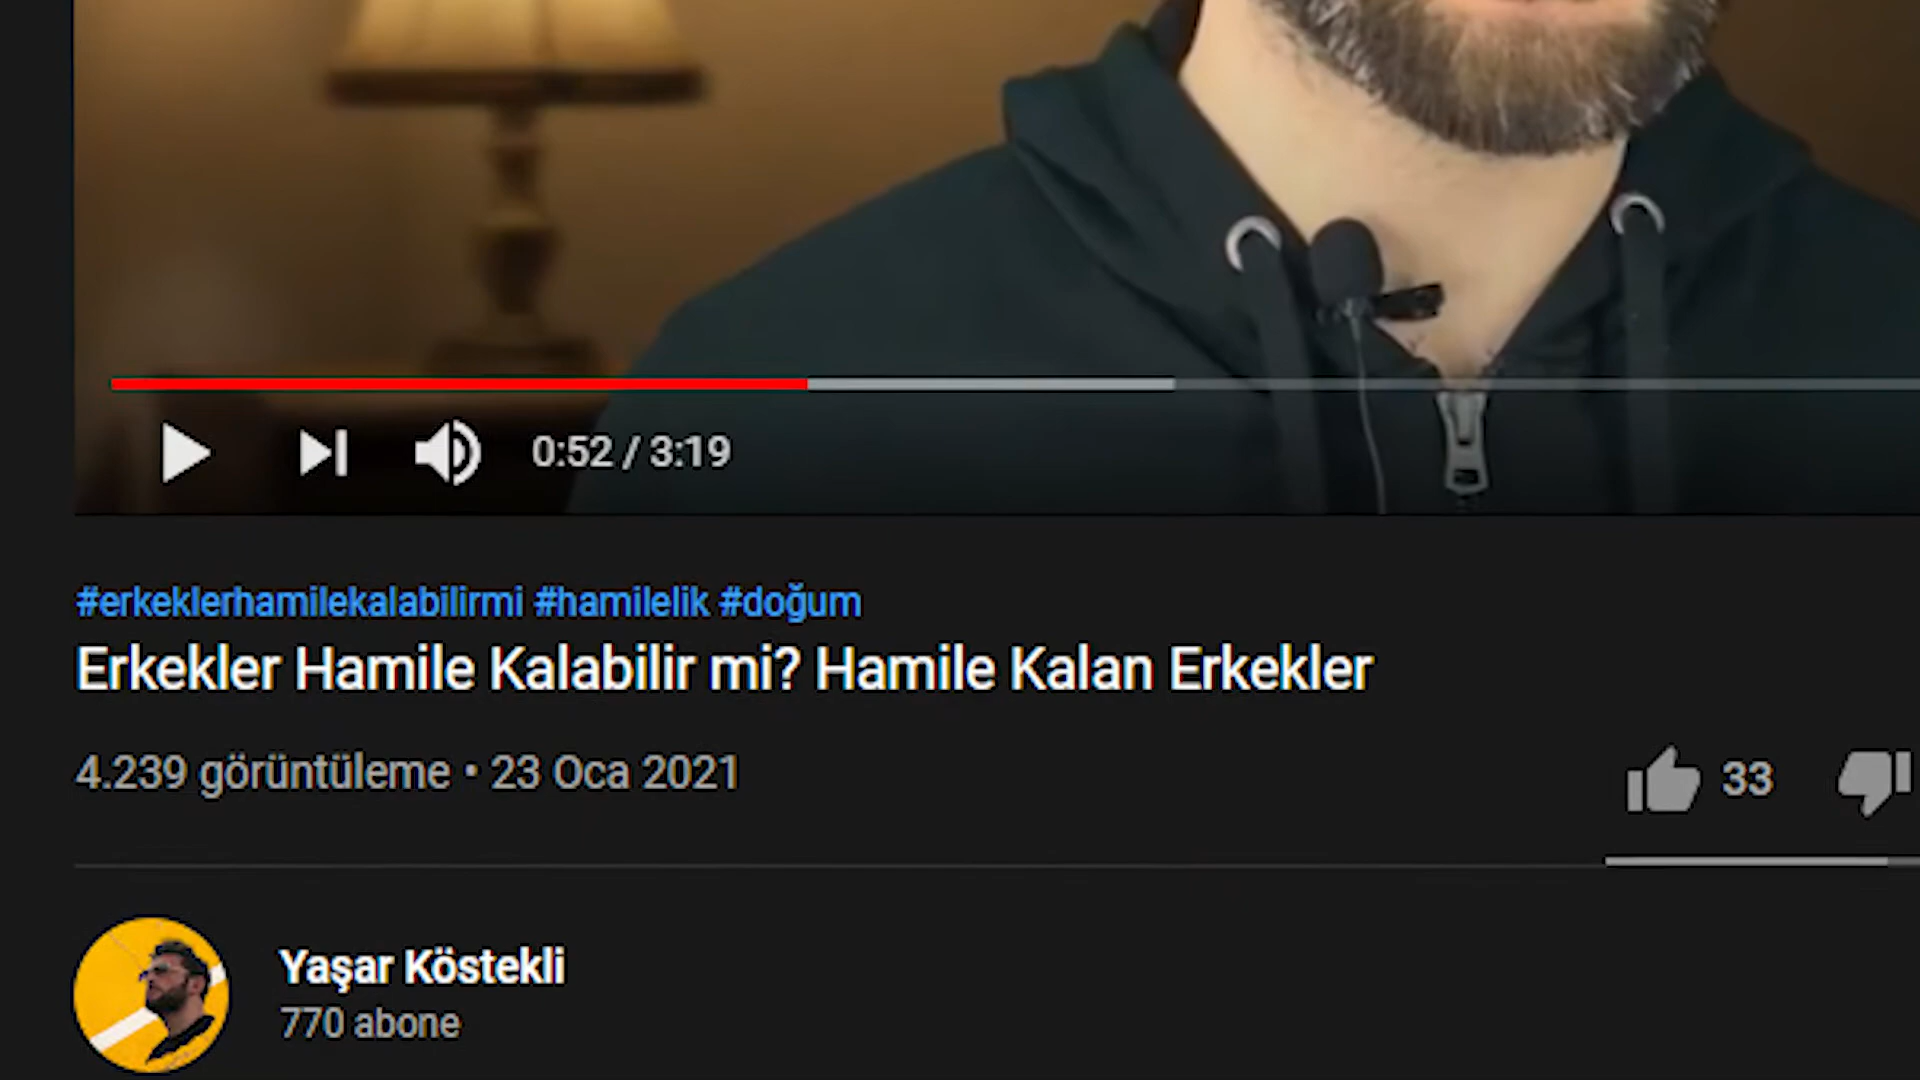 0:52 / 3:19
#erkeklerhamilekalabilirmi #hamilelik #doğum
Erkekler Hamile Kalabilir mi? Hamile Kalan Erkekler
4.239 görüntüleme • 23 Oca 2021
33
Yaşar Köstekli
770 abone